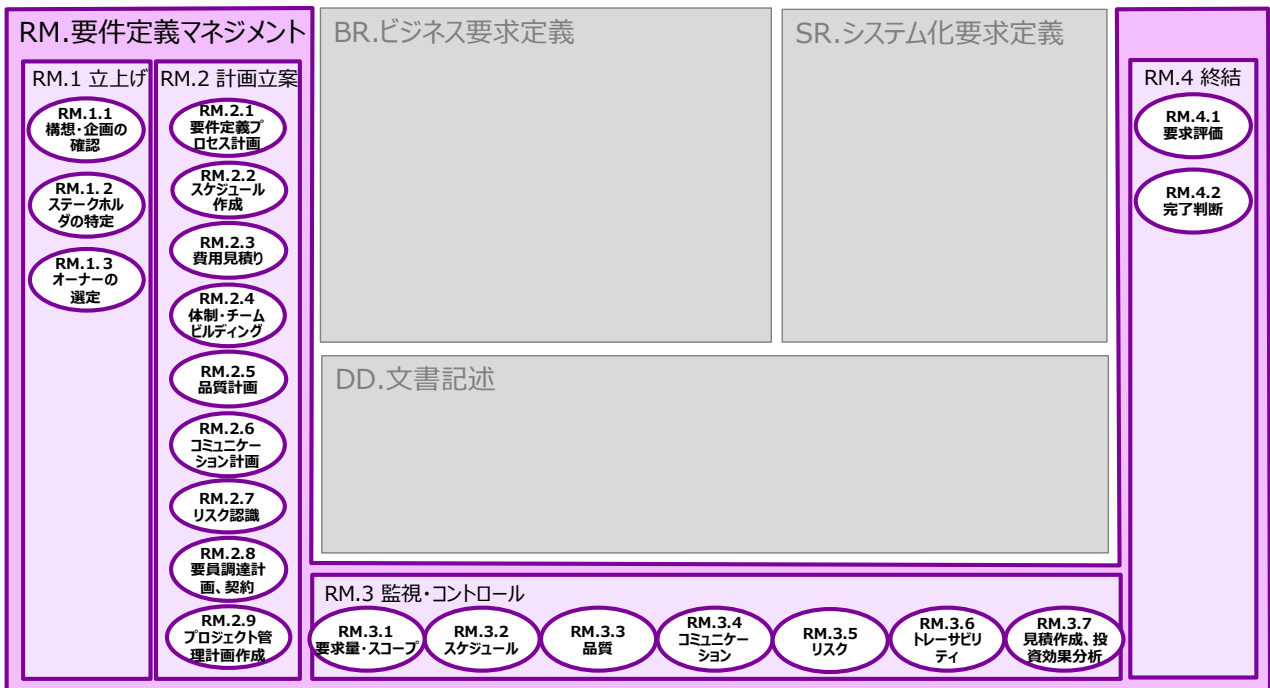 RM.要件定義マネジメント
RM.1 立上げ
RM.1.1
構想・企画の
確認
RM.1.2
ステークホル
ダの特定
RM.1.3
オーナーの
選定
RM.2 計画立案
RM.2.1
要件定義プ
ロセス計画
RM.2.2
スケジュール
作成
RM.2.3
費用見積り
RM.2.4
体制・チーム
ビルディング
RM.2.5
品質計画
RM.2.6
コミュニケー
ション計画
RM.2.7
リスク認識
RM.2.8
要員調達計
画、契約
RM.2.9
プロジェクト管
理計画作成
BR.ビジネス要求定義
SR.システム化要求定義
DD.文書記述
RM.3 監視・コントロール
RM.3.1
要求量・スコープ
RM.3.2
スケジュール
RM.3.3
品質
RM.3.4
コミュニケー
ション
RM.3.5
リスク
RM.3.6
トレーサビリ
ティ
RM.3.7
見積作成、投
資効果分析
RM.4 終結
RM.4.1
要求評価
RM.4.2
完了判断